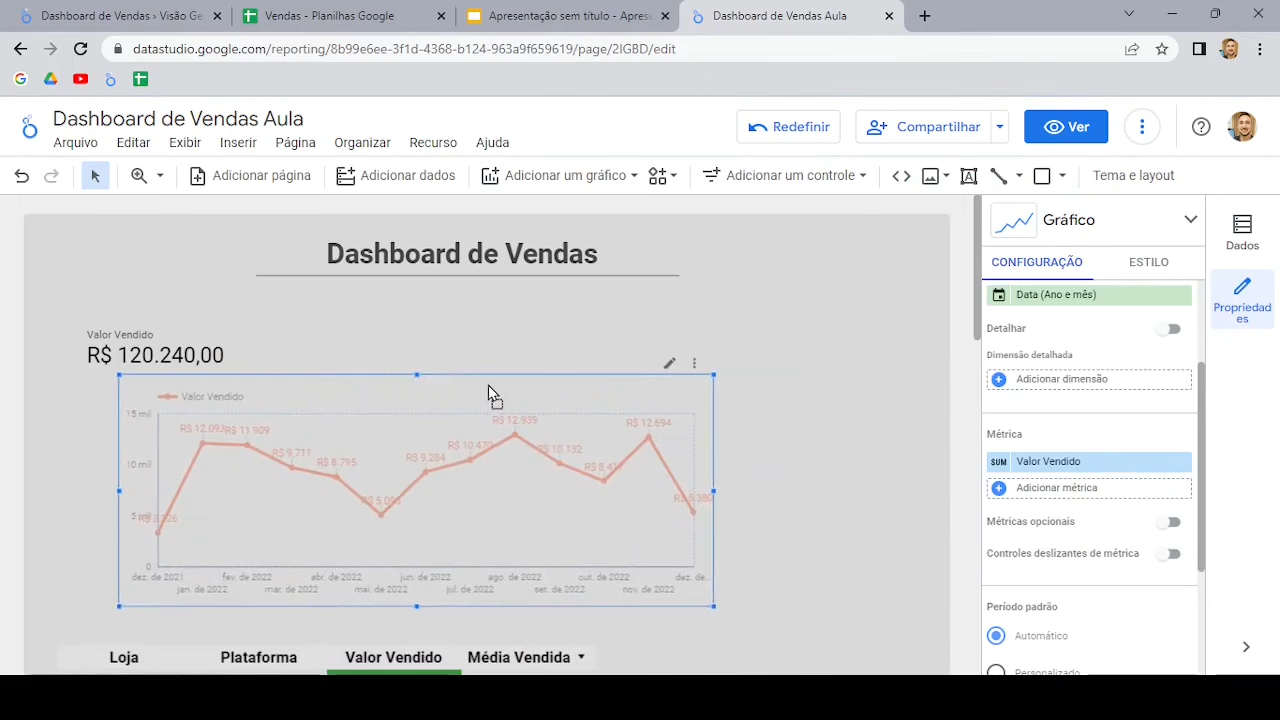 Dashboard de Vendas › Visão Ge
Vendas - Planilhas Google
Apresentação sem título - Aprese
Dashboard de Vendas Aula
datastudio.google.com/reporting/8b99e6ee-3f1d-4368-b124-963a9f659619/page/2IGBD/edit
Dashboard de Vendas Aula
Redefinir
Compartilhar
Ver
Arquivo Editar Exibir Inserir Página Organizar Recurso Ajuda
Adicionar página
Adicionar dados
Adicionar um gráfico
Adicionar um controle
Tema e layout
Dashboard de Vendas
Valor Vendido
R$ 120.240,00
Valor Vendido
15 mil
10 mil
0
R$ 12.093
R$ 11.909
R$ 9.711
R$ 8.795
R$ 9.284
R$ 10.470
R$ 12.939
R$ 10.132
R$ 12.694
R$ 5.380
dez. de 2021
jan. de 2022
fev. de 2022
mar. de 2022
abr. de 2022
mai. de 2022
jun. de 2022
jul. de 2022
ago. de 2022
set. de 2022
out. de 2022
nov. de 2022
dez. de...
Loja Plataforma Valor Vendido Média Vendida
Gráfico
CONFIGURAÇÃO ESTILO
Data (Ano e mês)
Detalhar
Dimensão detalhada
Adicionar dimensão
Métrica
SUM Valor Vendido
Adicionar métrica
Métricas opcionais
Controles deslizantes de métrica
Período padrão
Automático
Personalizado
Dados
Propriedad
es